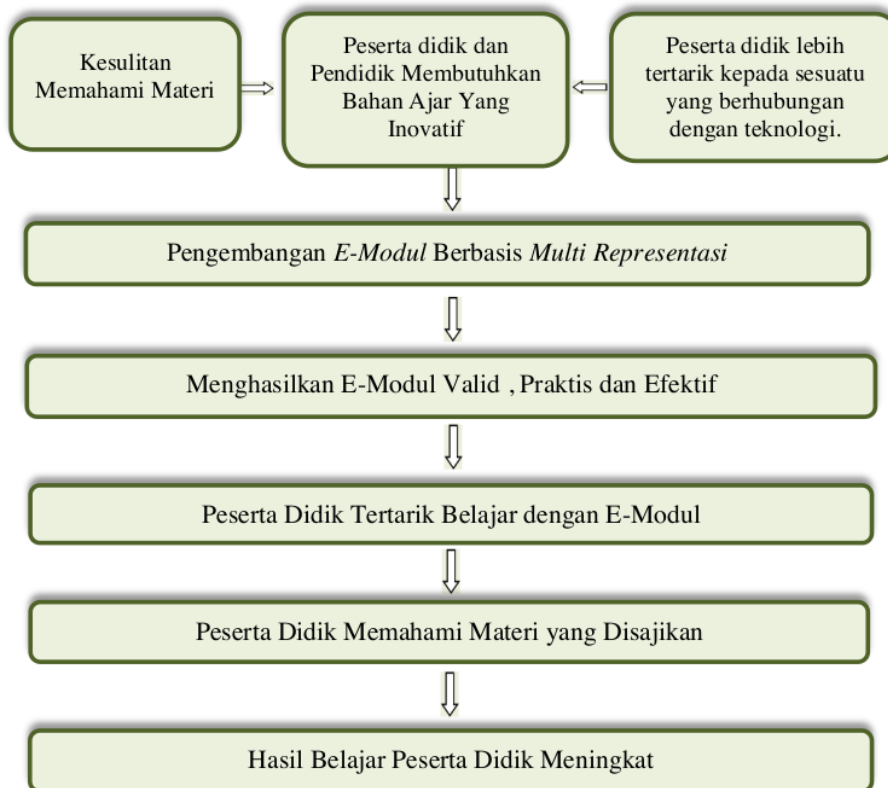 Kesulitan
Memahami Materi
Peserta didik dan
Pendidik Membutuhkan
Bahan Ajar Yang
Inovatif
Peserta didik lebih
tertarik kepada sesuatu
yang berhubungan
dengan teknologi.
Pengembangan E-Modul Berbasis Multi Representasi
Menghasilkan E-Modul Valid , Praktis dan Efektif
Peserta Didik Tertarik Belajar dengan E-Modul
Peserta Didik Memahami Materi yang Disajikan
Hasil Belajar Peserta Didik Meningkat